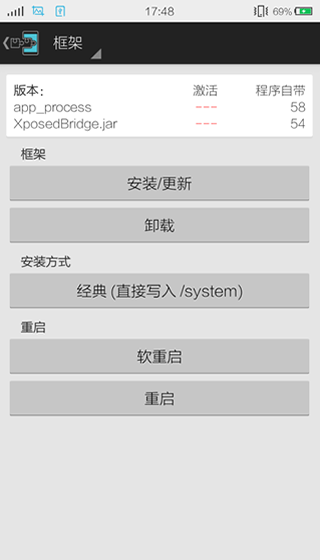 17:48
69%
框架
版本: 激活 程序自带
app_process --- 58
XposedBridge.jar --- 54
框架
安装/更新
卸载
安装方式
经典 (直接写入 /system)
重启
软重启
重启